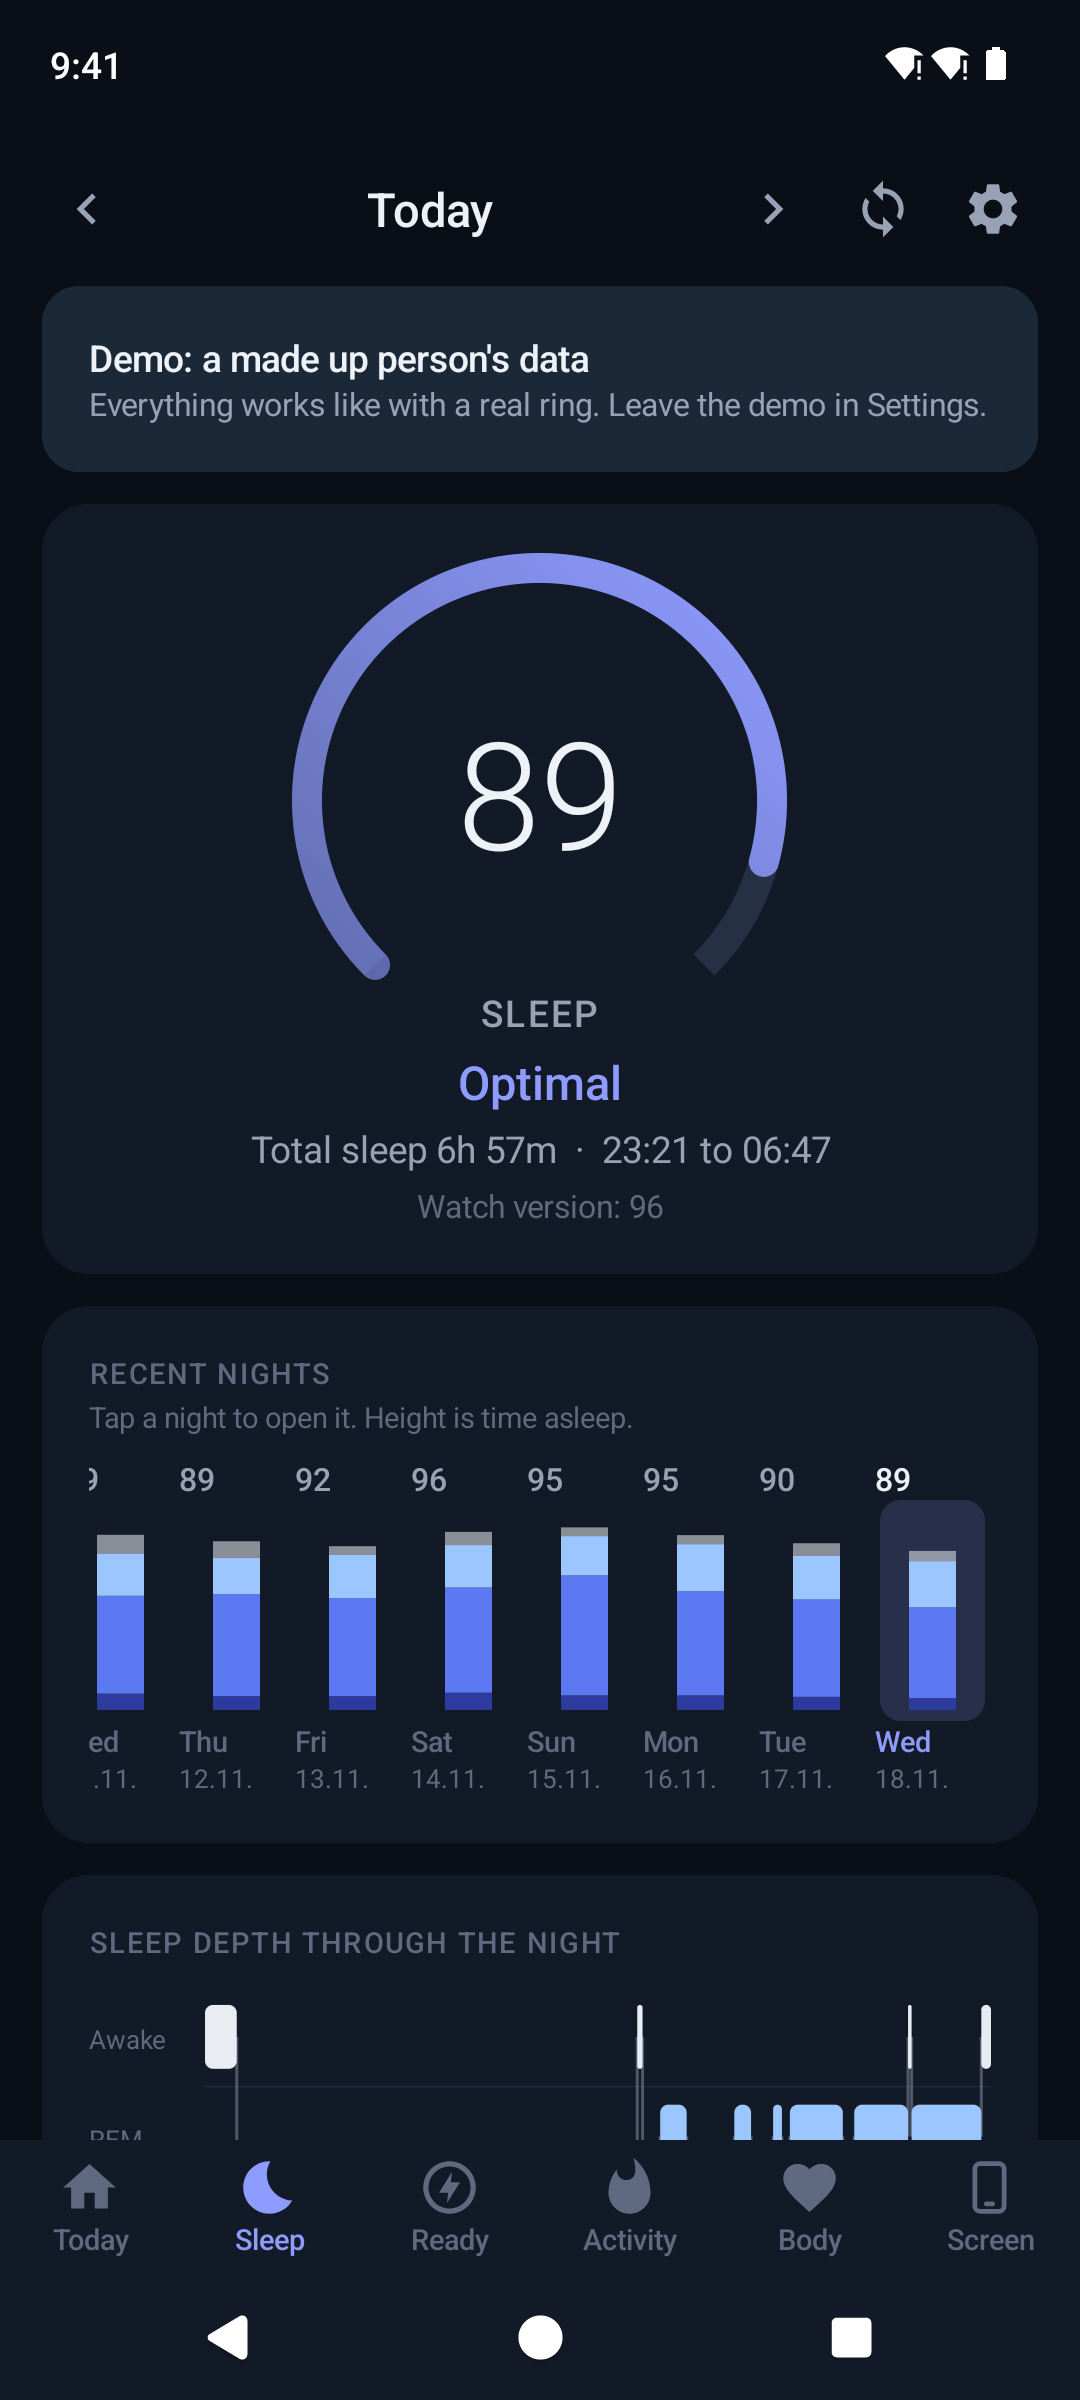 9:41
Today
Demo: a made up person's data
Everything works like with a real ring. Leave the demo in Settings.
89
SLEEP
Optimal
Total sleep 6h 57m · 23:21 to 06:47
Watch version: 96
RECENT NIGHTS
Tap a night to open it. Height is time asleep.
9 89 92 96 95 95 90 89
ed Thu Fri Sat Sun Mon Tue Wed
.11. 12.11. 13.11. 14.11. 15.11. 16.11. 17.11. 18.11.
SLEEP DEPTH THROUGH THE NIGHT
Awake
REM
Today Sleep Ready Activity Body Screen